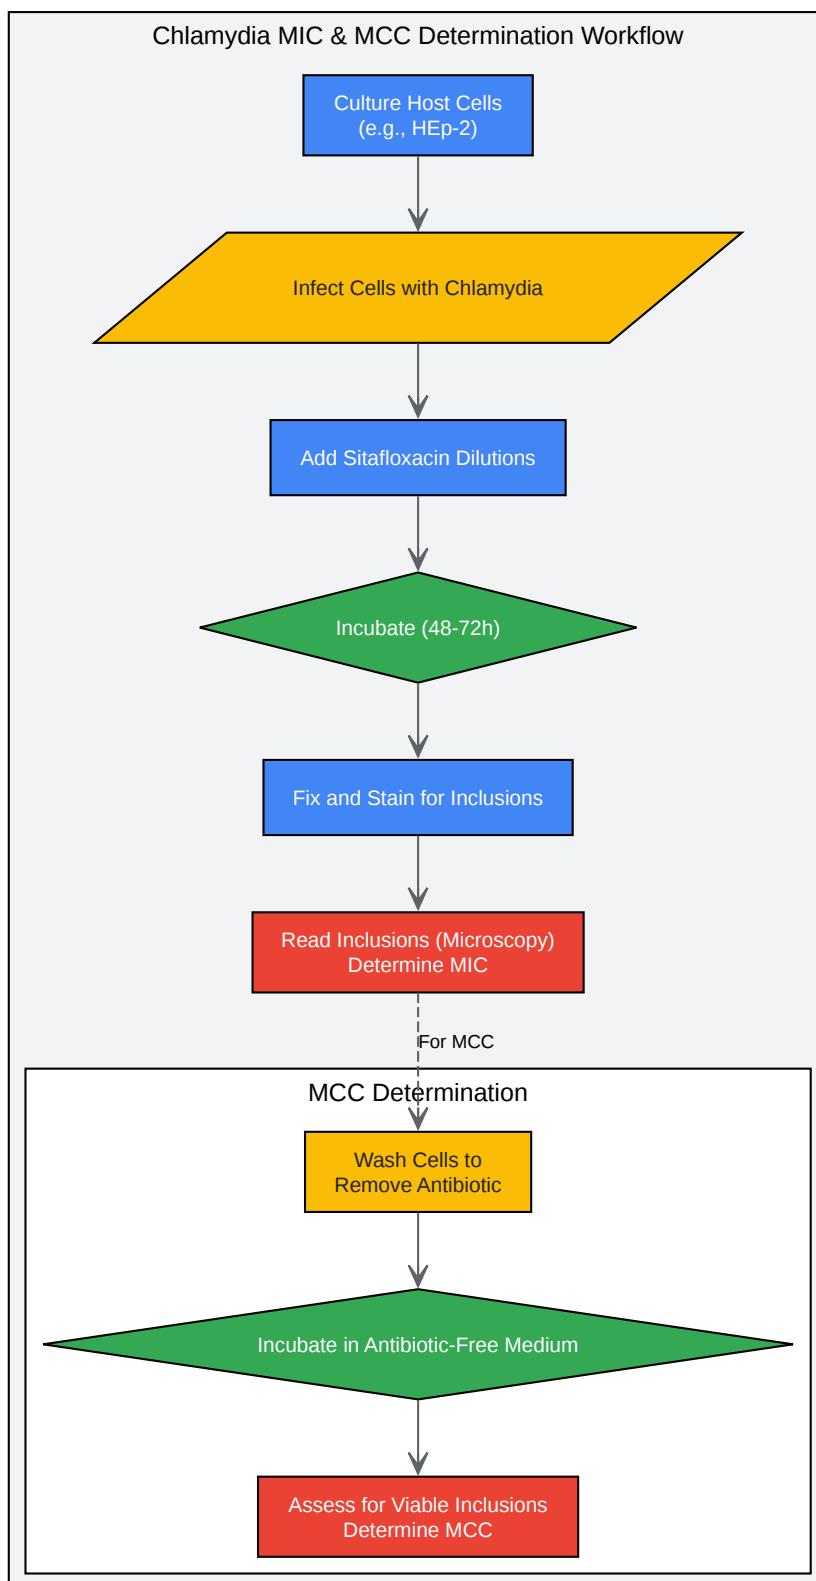 Chlamydia MIC & MCC Determination Workflow
Culture Host Cells
(e.g., HEp-2)
Infect Cells with Chlamydia
Add Sitafloxacin Dilutions
Incubate (48-72h)
Fix and Stain for Inclusions
Read Inclusions (Microscopy)
Determine MIC
For MCC
MCC Determination
Wash Cells to
Remove Antibiotic
Incubate in Antibiotic-Free Medium
Assess for Viable Inclusions
Determine MCC